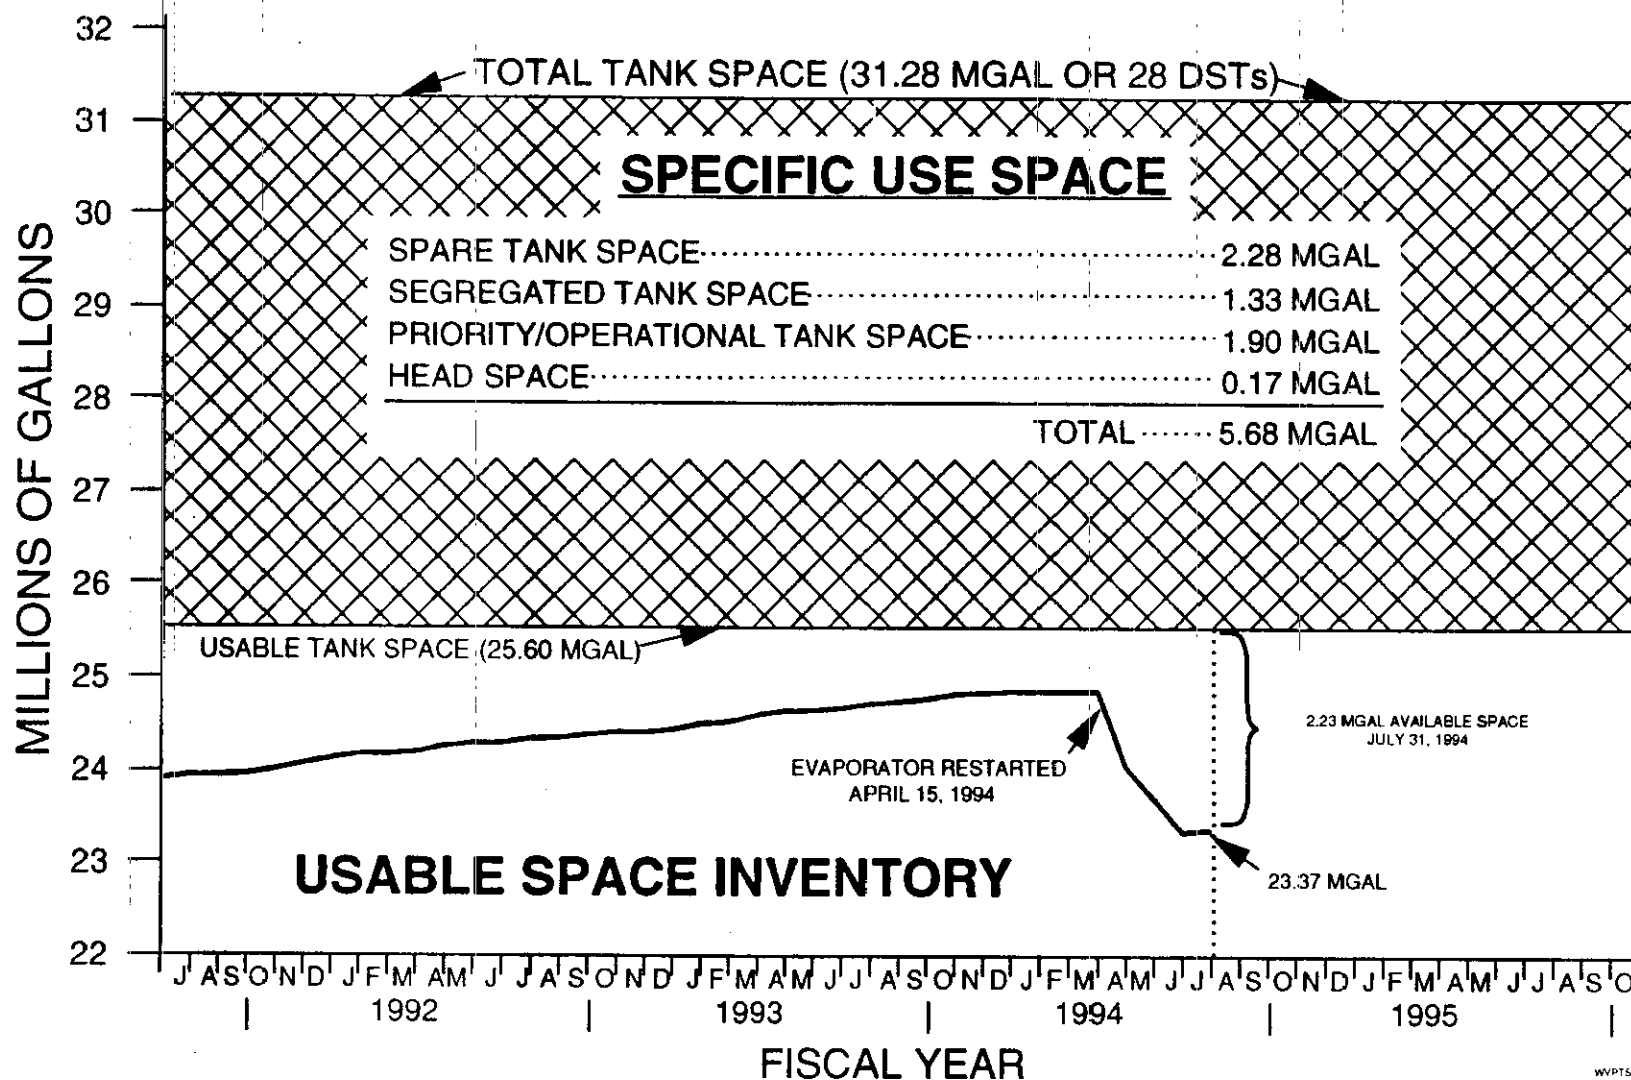 32
TOTAL TANK SPACE (31.28 MGAL OR 28 DSTs)
31
SPECIFIC USE SPACE
30
SPARE TANK SPACE 2.28 MGAL
SEGREGATED TANK SPACE 1.33 MGAL
29
PRIORITY/OPERATIONAL TANK SPACE 1.90 MGAL
HEAD SPACE 0.17 MGAL
28
TOTAL 5.68 MGAL
27
26
USABLE TANK SPACE (25.60 MGAL)
25
2.23 MGAL AVAILABLE SPACE
JULY 31, 1994
24
EVAPORATOR RESTARTED
APRIL 15, 1994
23
USABLE SPACE INVENTORY
23.37 MGAL
22
MILLIONS OF GALLONS
J A S O N D J F M A M J J A S O N D J F M A M J J A S O N D J F M A M J J A S O N D J F M A M J J A S O
1992 1993 1994 1995
FISCAL YEAR
WVPTS